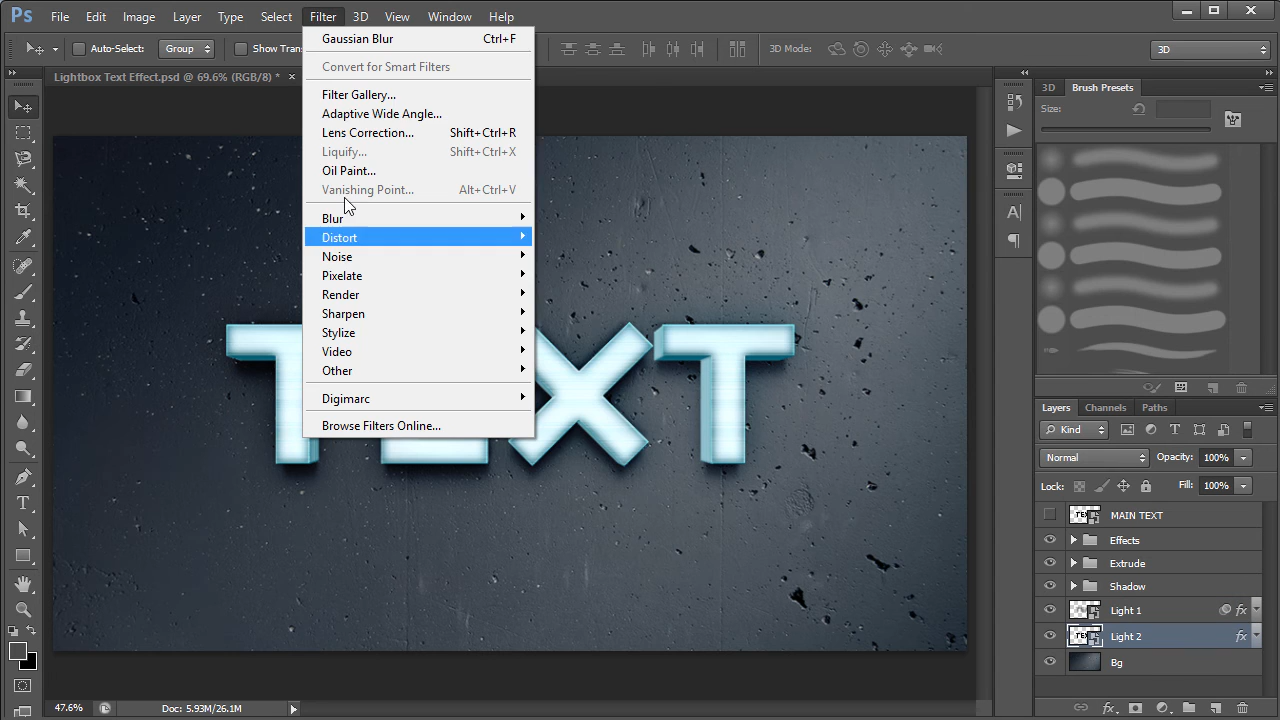 Ps File Edit Image Layer Type Select Filter 3D View Window Help
Auto-Select: Group Show Tran 3D Mode: 3D
Lightbox Text Effect.psd @ 69.6% (RGB/8) * ×
Gaussian Blur Ctrl+F
Convert for Smart Filters
Filter Gallery...
Adaptive Wide Angle...
Lens Correction... Shift+Ctrl+R
Liquify... Shift+Ctrl+X
Oil Paint...
Vanishing Point... Alt+Ctrl+V
Blur
Distort
Noise
Pixelate
Render
Sharpen
Stylize
Video
Other
Digimarc
Browse Filters Online...
TEXT
3D Brush Presets
Size:
Layers Channels Paths
Kind
Normal Opacity: 100%
Lock: Fill: 100%
MAIN TEXT
Effects
Extrude
Shadow
Light 1 fx
Light 2 fx
Bg
fx
47.6% Doc: 5.93M/26.1M